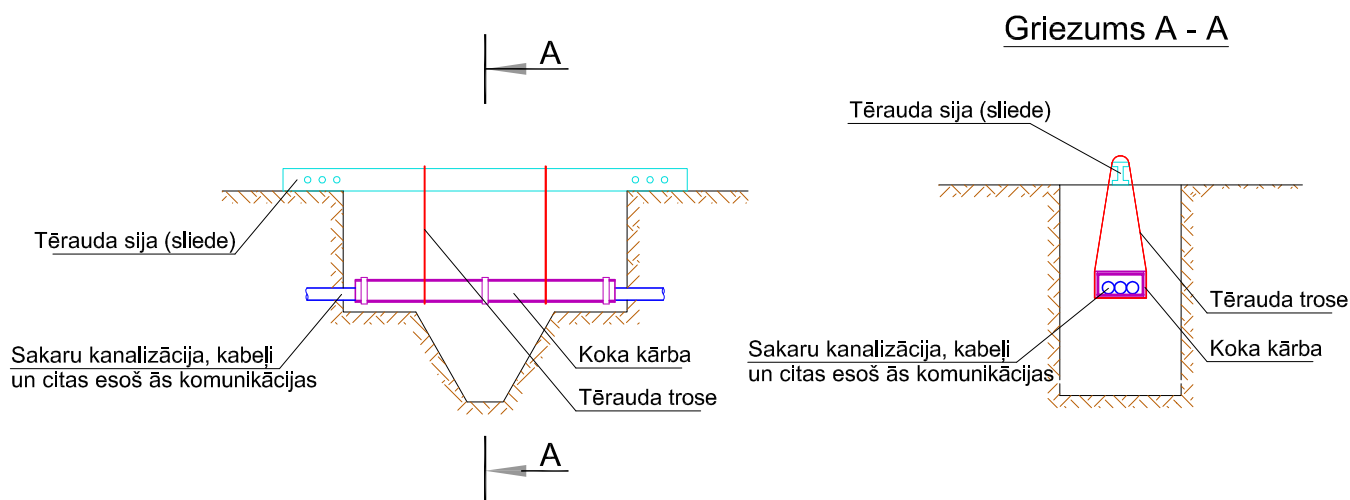 A
Tērauda sija (sliede)
Sakaru kanalizācija, kabeļi
un citas esoš ās komunikācijas
Koka kārba
Tērauda trose
A
Griezums A - A
Tērauda sija (sliede)
Tērauda trose
Sakaru kanalizācija, kabeļi
un citas esoš ās komunikācijas
Koka kārba